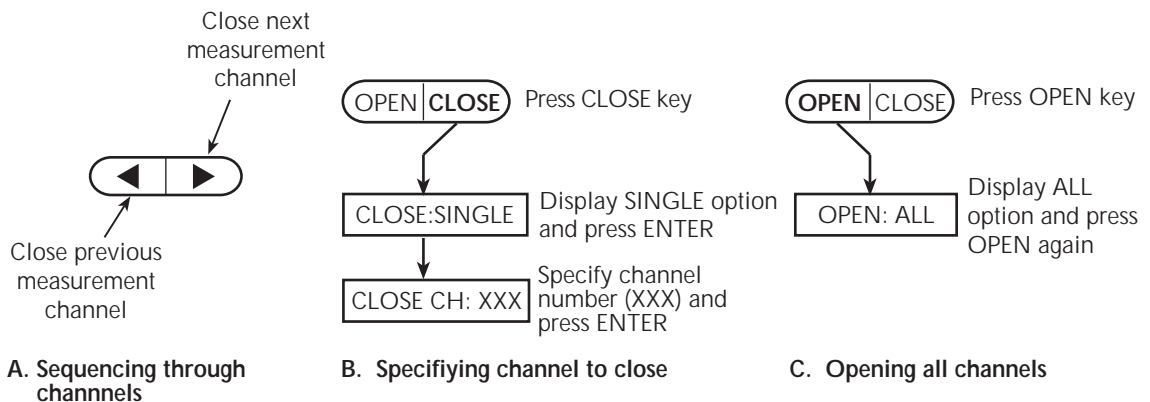 Close next
measurement
channel
Close previous
measurement
channel
A. Sequencing through
channnels
OPEN CLOSE Press CLOSE key
CLOSE:SINGLE
Display SINGLE option
and press ENTER
CLOSE CH: XXX
Specify channel
number (XXX) and
press ENTER
B. Specifiying channel to close
OPEN CLOSE Press OPEN key
OPEN: ALL
Display ALL
option and press
OPEN again
C. Opening all channels